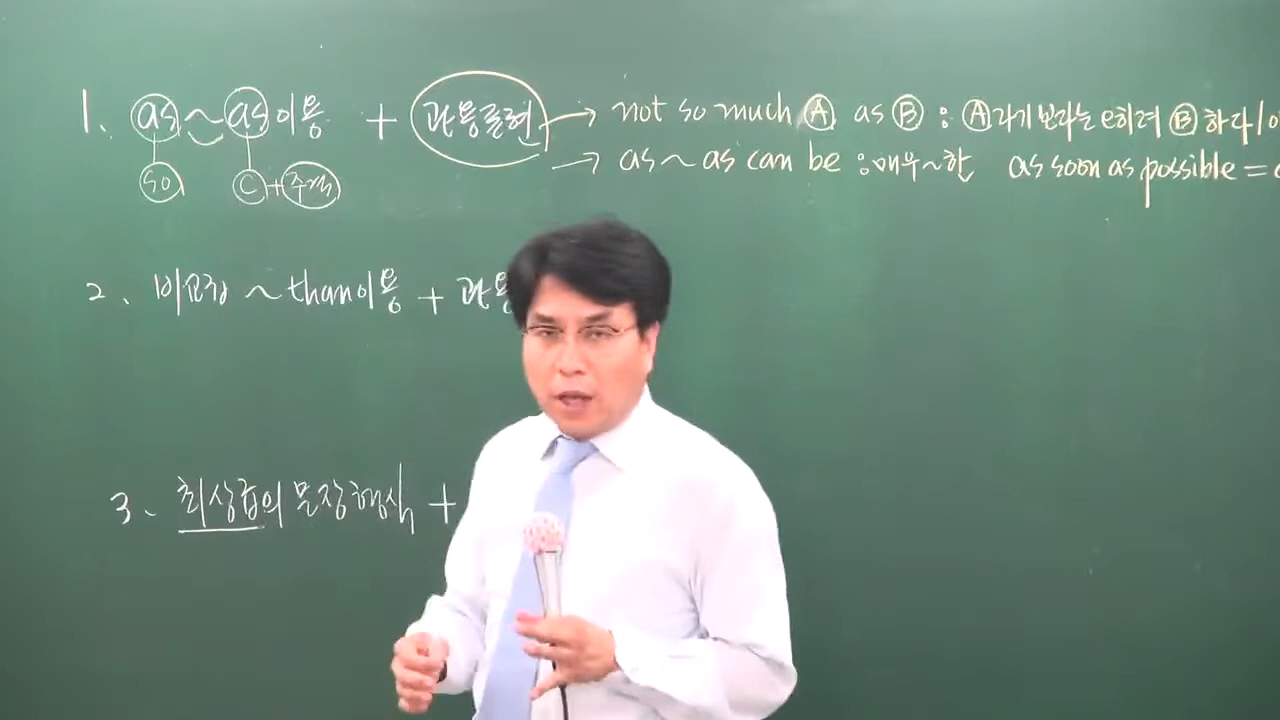 1. as ~ as 이용 + 관용표현 → not so much Ⓐ as Ⓑ : Ⓐ라기 보다는 오히려 Ⓑ 하다/
→ as ~ as can be : 매우 ~한 as soon as possible =
so C + 주격
2. 비교급 ~ than 이용 + 관용
3. 최상급의 문장형식 +